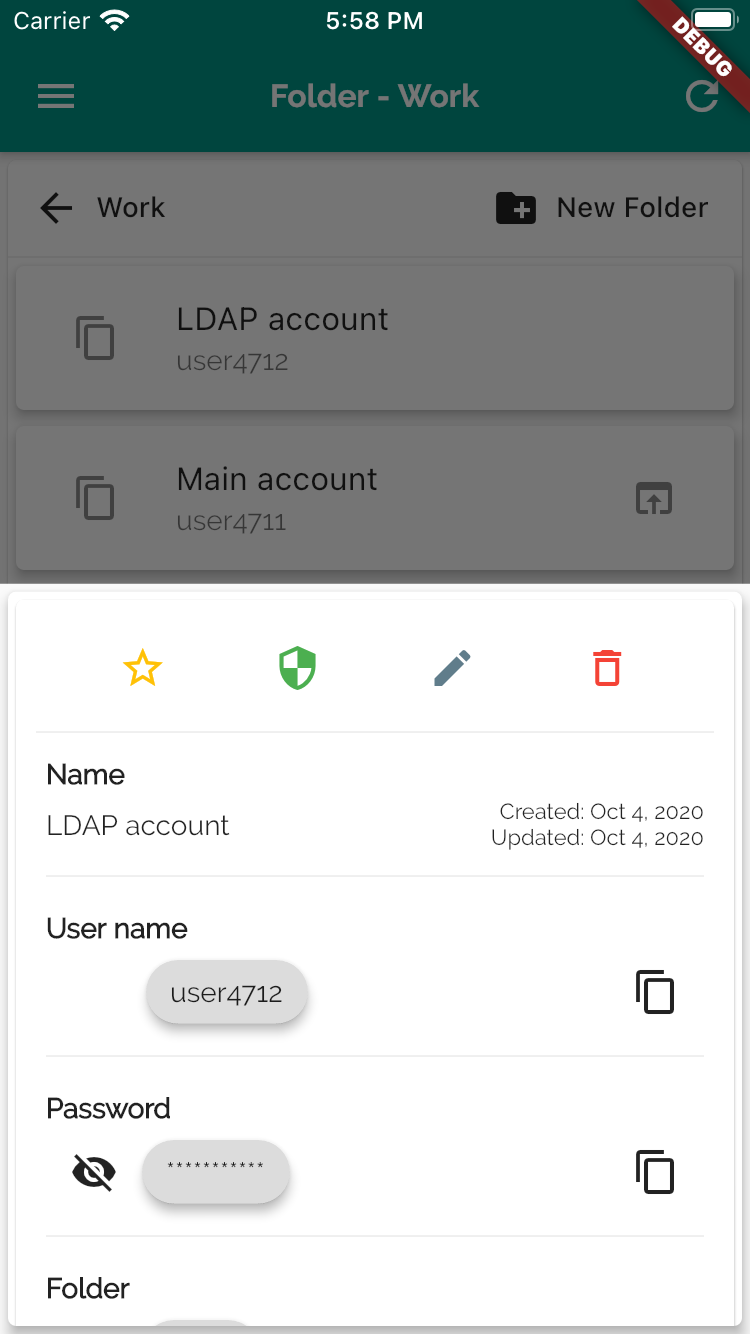 Carrier 5:58 PM
DEBUG
Folder - Work
Work New Folder
LDAP account
user4712
Main account
user4711
Name
LDAP account
Created: Oct 4, 2020
Updated: Oct 4, 2020
User name
user4712
Password
***********
Folder